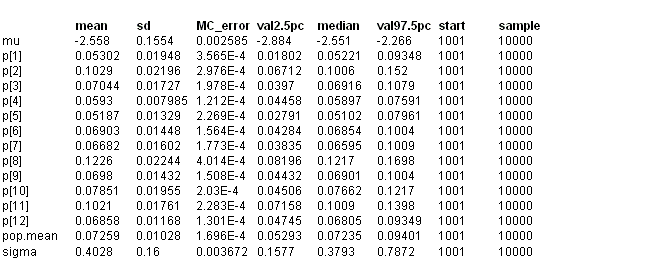 mean sd MC_error val2.5pc median val97.5pc start sample
mu -2.558 0.1554 0.002585 -2.884 -2.551 -2.266 1001 10000
p[1] 0.05302 0.01948 3.565E-4 0.01802 0.05221 0.09348 1001 10000
p[2] 0.1029 0.02196 2.976E-4 0.06712 0.1006 0.152 1001 10000
p[3] 0.07044 0.01727 1.978E-4 0.0397 0.06916 0.1079 1001 10000
p[4] 0.0593 0.007985 1.212E-4 0.04458 0.05897 0.07591 1001 10000
p[5] 0.05187 0.01329 2.269E-4 0.02791 0.05102 0.07961 1001 10000
p[6] 0.06903 0.01448 1.564E-4 0.04284 0.06854 0.1004 1001 10000
p[7] 0.06682 0.01602 1.773E-4 0.03835 0.06595 0.1009 1001 10000
p[8] 0.1226 0.02244 4.014E-4 0.08196 0.1217 0.1698 1001 10000
p[9] 0.0698 0.01432 1.508E-4 0.04432 0.06901 0.1004 1001 10000
p[10] 0.07851 0.01955 2.03E-4 0.04506 0.07662 0.1217 1001 10000
p[11] 0.1021 0.01761 2.283E-4 0.07158 0.1009 0.1398 1001 10000
p[12] 0.06858 0.01168 1.301E-4 0.04745 0.06805 0.09349 1001 10000
pop.mean 0.07259 0.01028 1.696E-4 0.05293 0.07235 0.09401 1001 10000
sigma 0.4028 0.16 0.003672 0.1577 0.3793 0.7872 1001 10000